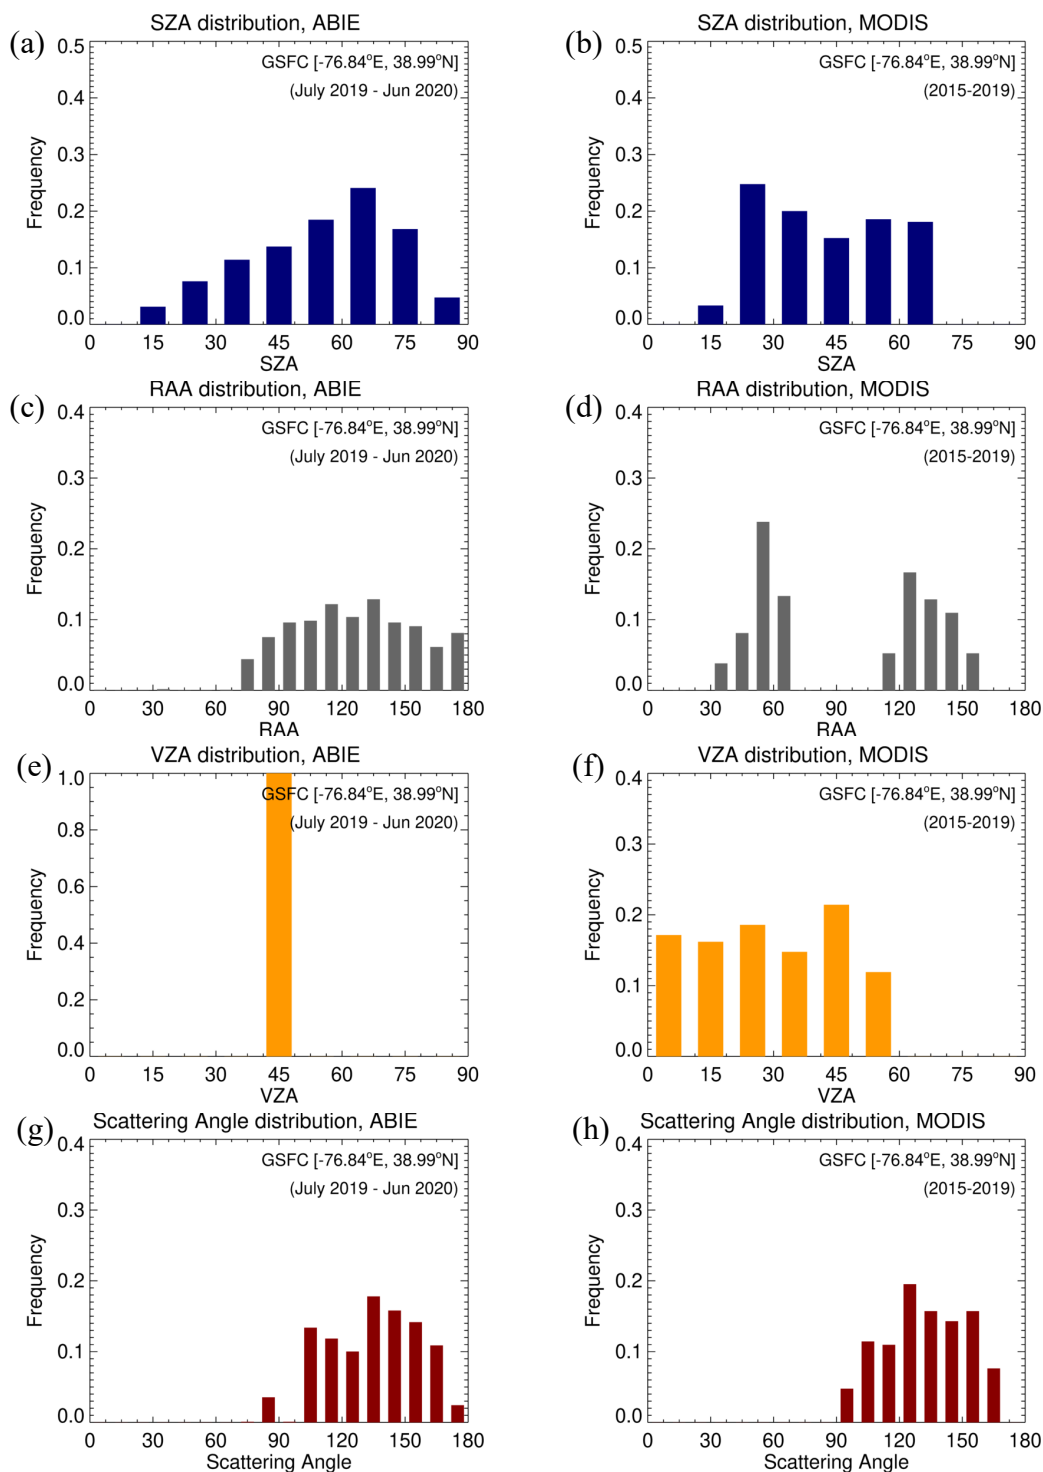 (a)
SZA distribution, ABIE
GSFC [-76.84°E, 38.99°N]
(July 2019 - Jun 2020)
Frequency
0.5
0.4
0.3
0.2
0.1
0.0
0 15 30 45 60 75 90
SZA
(b)
SZA distribution, MODIS
GSFC [-76.84°E, 38.99°N]
(2015-2019)
Frequency
0.5
0.4
0.3
0.2
0.1
0.0
0 15 30 45 60 75 90
SZA
(c)
RAA distribution, ABIE
GSFC [-76.84°E, 38.99°N]
(July 2019 - Jun 2020)
Frequency
0.4
0.3
0.2
0.1
0.0
0 30 60 90 120 150 180
RAA
(d)
RAA distribution, MODIS
GSFC [-76.84°E, 38.99°N]
(2015-2019)
Frequency
0.4
0.3
0.2
0.1
0.0
0 30 60 90 120 150 180
RAA
(e)
VZA distribution, ABIE
GSFC [-76.84°E, 38.99°N]
(July 2019 - Jun 2020)
Frequency
1.0
0.8
0.6
0.4
0.2
0.0
0 15 30 45 60 75 90
VZA
(f)
VZA distribution, MODIS
GSFC [-76.84°E, 38.99°N]
(2015-2019)
Frequency
0.4
0.3
0.2
0.1
0.0
0 15 30 45 60 75 90
VZA
(g)
Scattering Angle distribution, ABIE
GSFC [-76.84°E, 38.99°N]
(July 2019 - Jun 2020)
Frequency
0.4
0.3
0.2
0.1
0.0
0 30 60 90 120 150 180
Scattering Angle
(h)
Scattering Angle distribution, MODIS
GSFC [-76.84°E, 38.99°N]
(2015-2019)
Frequency
0.4
0.3
0.2
0.1
0.0
0 30 60 90 120 150 180
Scattering Angle